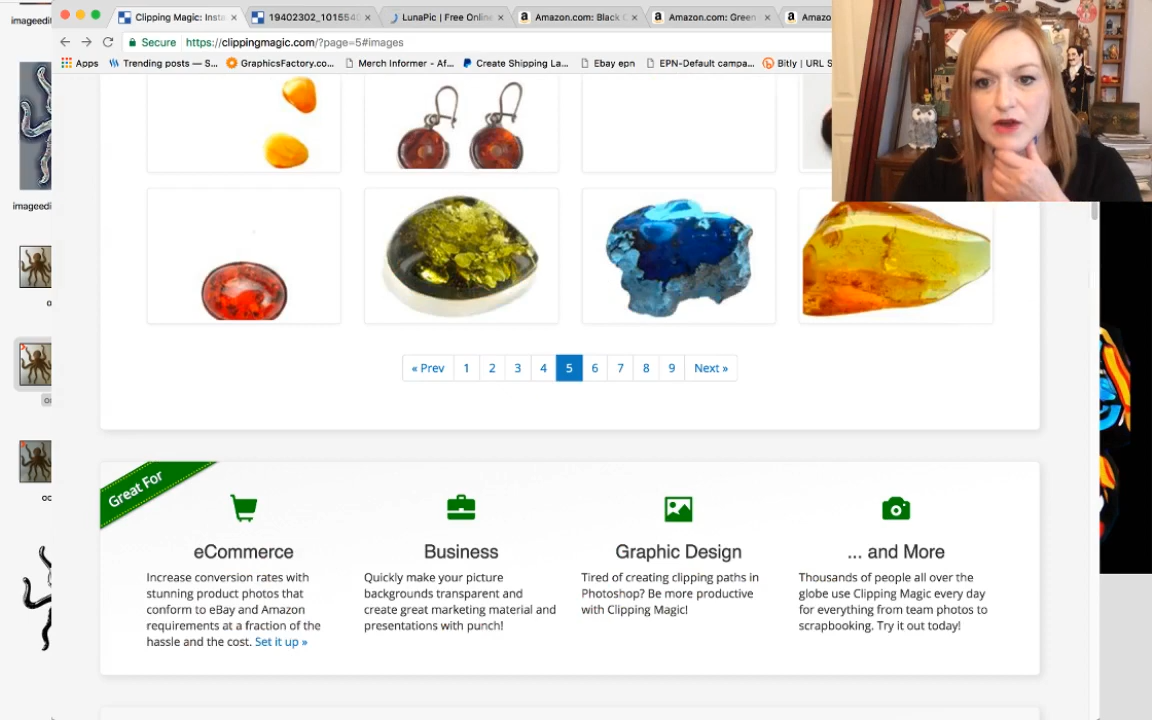 imageedi
Clipping Magic: Insta
19402302_1015540
LunaPic | Free Online
Amazon.com: Black C
Amazon.com: Green
Amazo
Secure
https://clippingmagic.com/?page=5#images
Apps
Trending posts — S...
GraphicsFactory.co...
Merch Informer - Af...
Create Shipping La...
Ebay epn
EPN-Default campa...
Bitly | URL S
imageedi
« Prev
1
2
3
4
5
6
7
8
9
Next »
Great For
eCommerce
Increase conversion rates with
stunning product photos that
conform to eBay and Amazon
requirements at a fraction of the
hassle and the cost. Set it up »
Business
Quickly make your picture
backgrounds transparent and
create great marketing material and
presentations with punch!
Graphic Design
Tired of creating clipping paths in
Photoshop? Be more productive
with Clipping Magic!
... and More
Thousands of people all over the
globe use Clipping Magic every day
for everything from team photos to
scrapbooking. Try it out today!